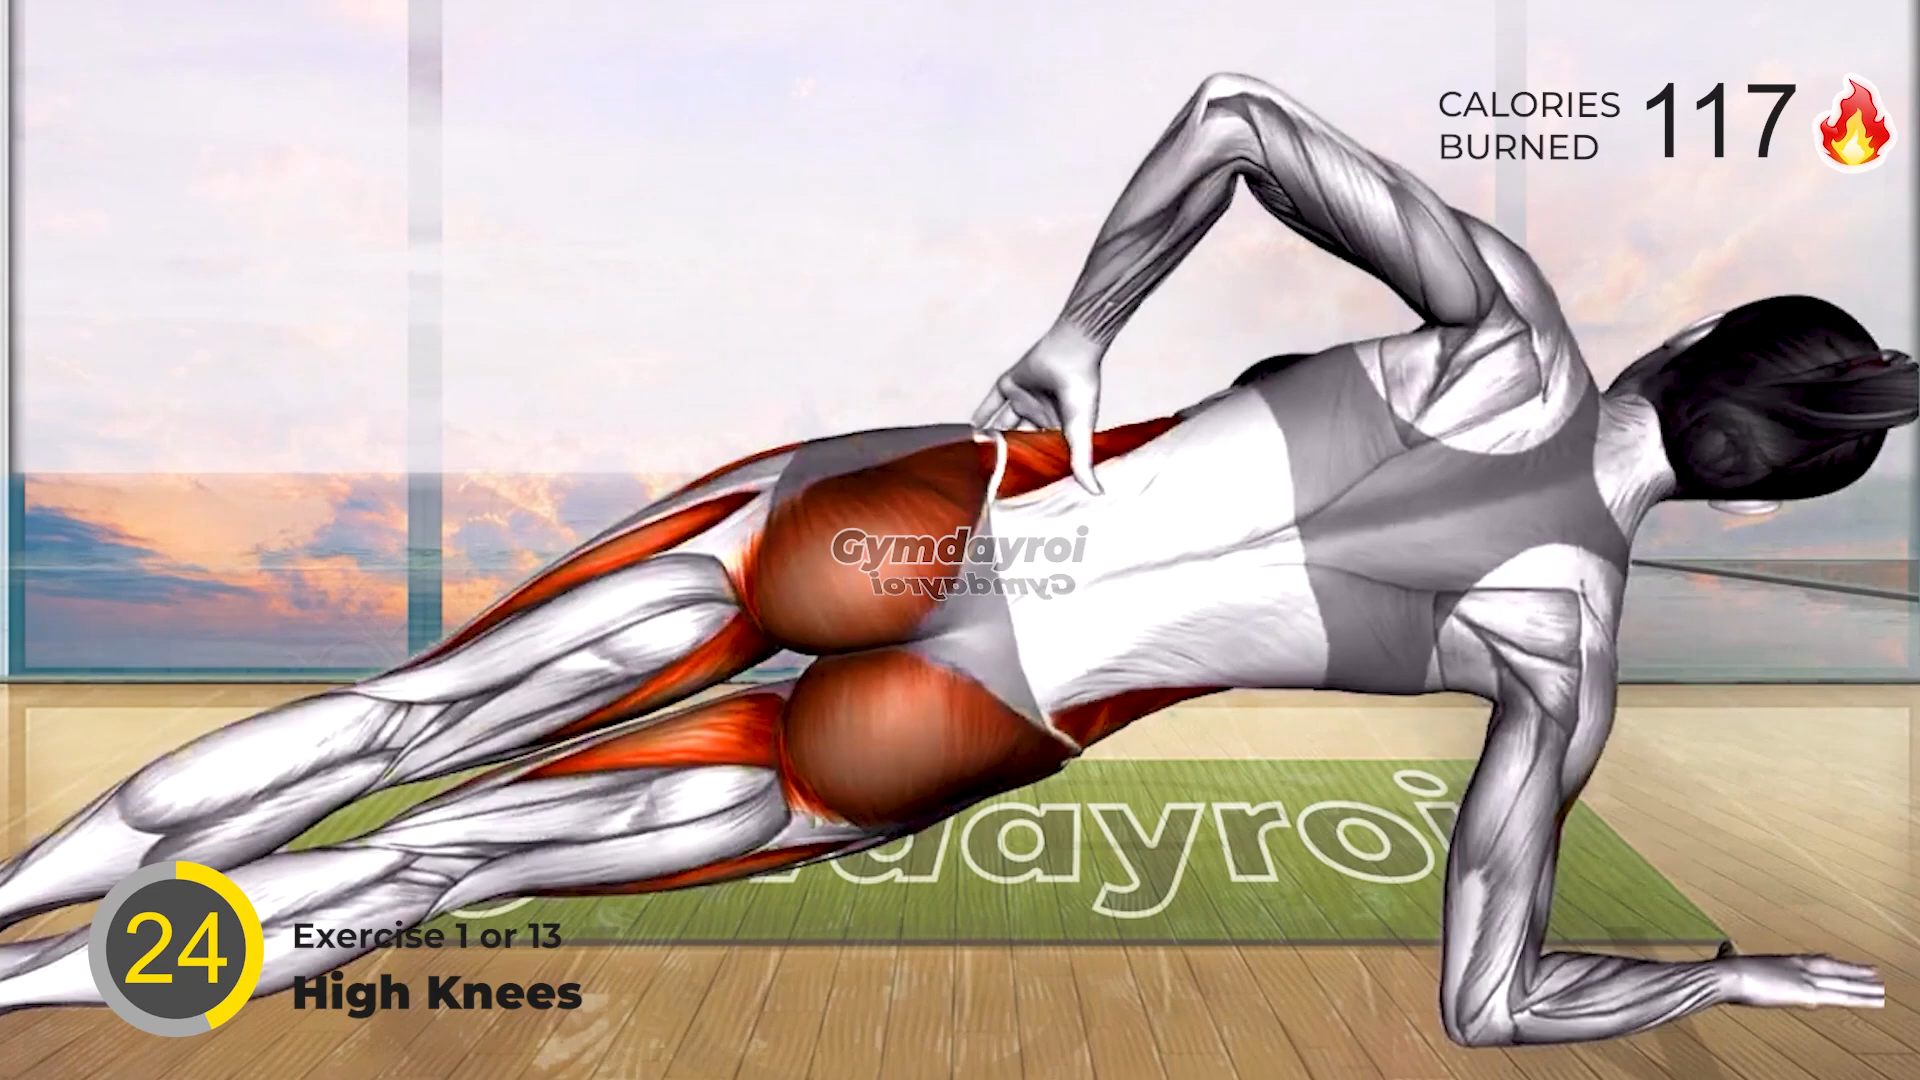 CALORIES
BURNED
117
Gymdayroi
Gymdayroi
dayroi
24
Exercise 1 or 13
High Knees